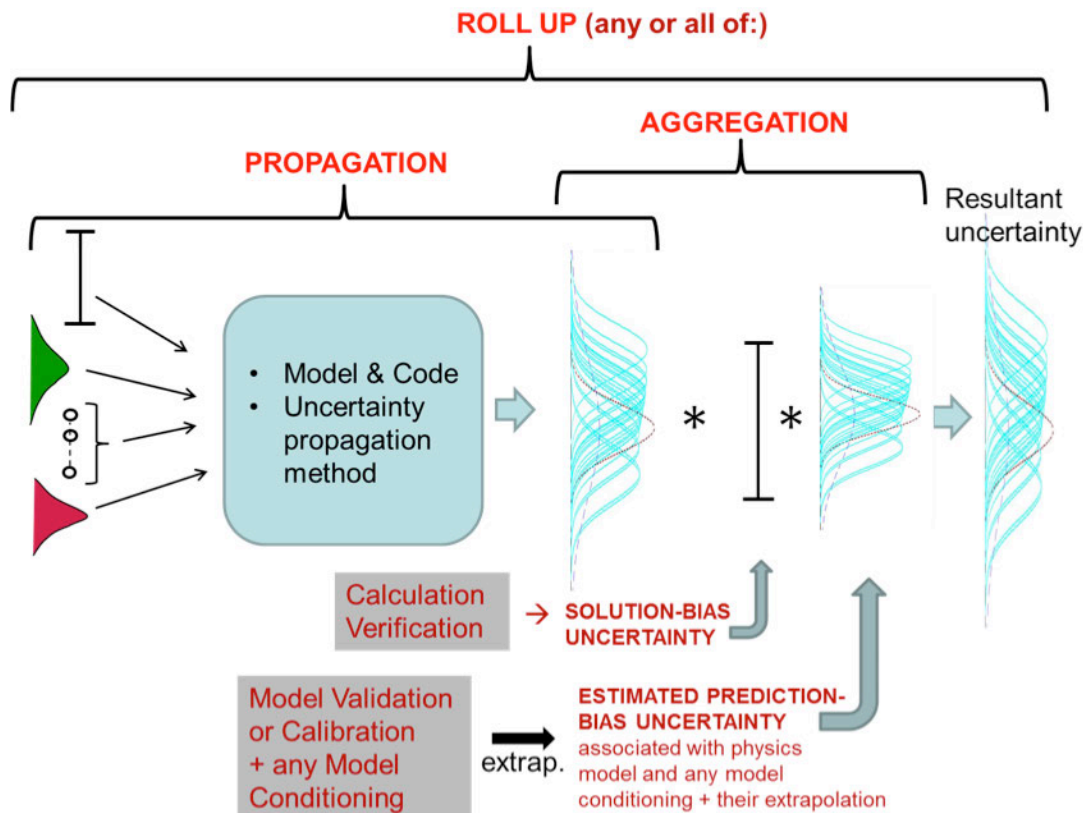 ROLL UP (any or all of:)
AGGREGATION
PROPAGATION
Resultant
uncertainty
• Model & Code
• Uncertainty
propagation
method
*
*
Calculation
Verification
→ SOLUTION-BIAS
UNCERTAINTY
Model Validation
or Calibration
+ any Model
Conditioning
extrap.
ESTIMATED PREDICTION-
BIAS UNCERTAINTY
associated with physics
model and any model
conditioning + their extrapolation